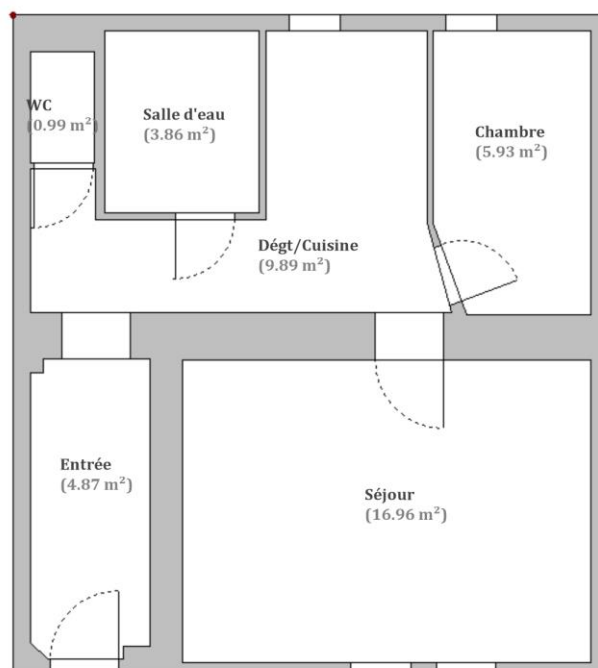 WC
(0.99 m²)
Salle d'eau
(3.86 m²)
Chambre
(5.93 m²)
Dégt/Cuisine
(9.89 m²)
Entrée
(4.87 m²)
Séjour
(16.96 m²)